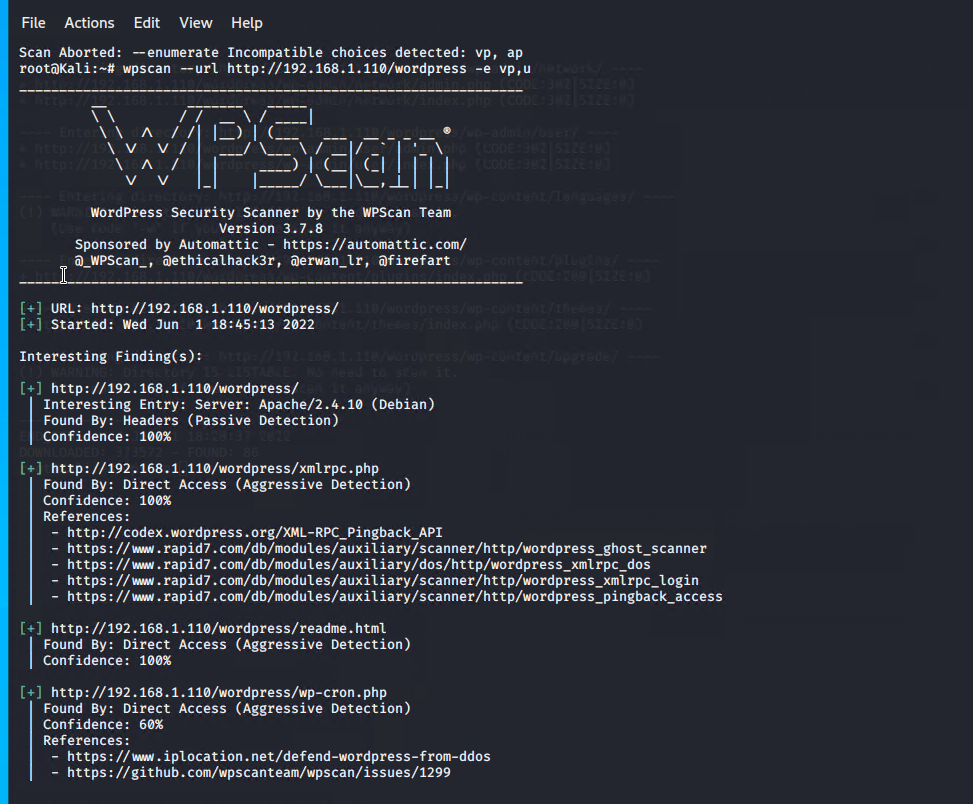 File Actions Edit View Help
Scan Aborted: --enumerate Incompatible choices detected: vp, ap
root@Kali:~# wpscan --url http://192.168.1.110/wordpress -e vp,u
WPScan ®
WordPress Security Scanner by the WPScan Team
Version 3.7.8
Sponsored by Automattic - https://automattic.com/
@_WPScan_, @ethicalhack3r, @erwan_lr, @firefart
[+] URL: http://192.168.1.110/wordpress/
[+] Started: Wed Jun  1 18:45:13 2022
Interesting Finding(s):
[+] http://192.168.1.110/wordpress/
| Interesting Entry: Server: Apache/2.4.10 (Debian)
| Found By: Headers (Passive Detection)
| Confidence: 100%
[+] http://192.168.1.110/wordpress/xmlrpc.php
| Found By: Direct Access (Aggressive Detection)
| Confidence: 100%
| References:
|  - http://codex.wordpress.org/XML-RPC_Pingback_API
|  - https://www.rapid7.com/db/modules/auxiliary/scanner/http/wordpress_ghost_scanner
|  - https://www.rapid7.com/db/modules/auxiliary/dos/http/wordpress_xmlrpc_dos
|  - https://www.rapid7.com/db/modules/auxiliary/scanner/http/wordpress_xmlrpc_login
|  - https://www.rapid7.com/db/modules/auxiliary/scanner/http/wordpress_pingback_access
[+] http://192.168.1.110/wordpress/readme.html
| Found By: Direct Access (Aggressive Detection)
| Confidence: 100%
[+] http://192.168.1.110/wordpress/wp-cron.php
| Found By: Direct Access (Aggressive Detection)
| Confidence: 60%
| References:
|  - https://www.iplocation.net/defend-wordpress-from-ddos
|  - https://github.com/wpscanteam/wpscan/issues/1299